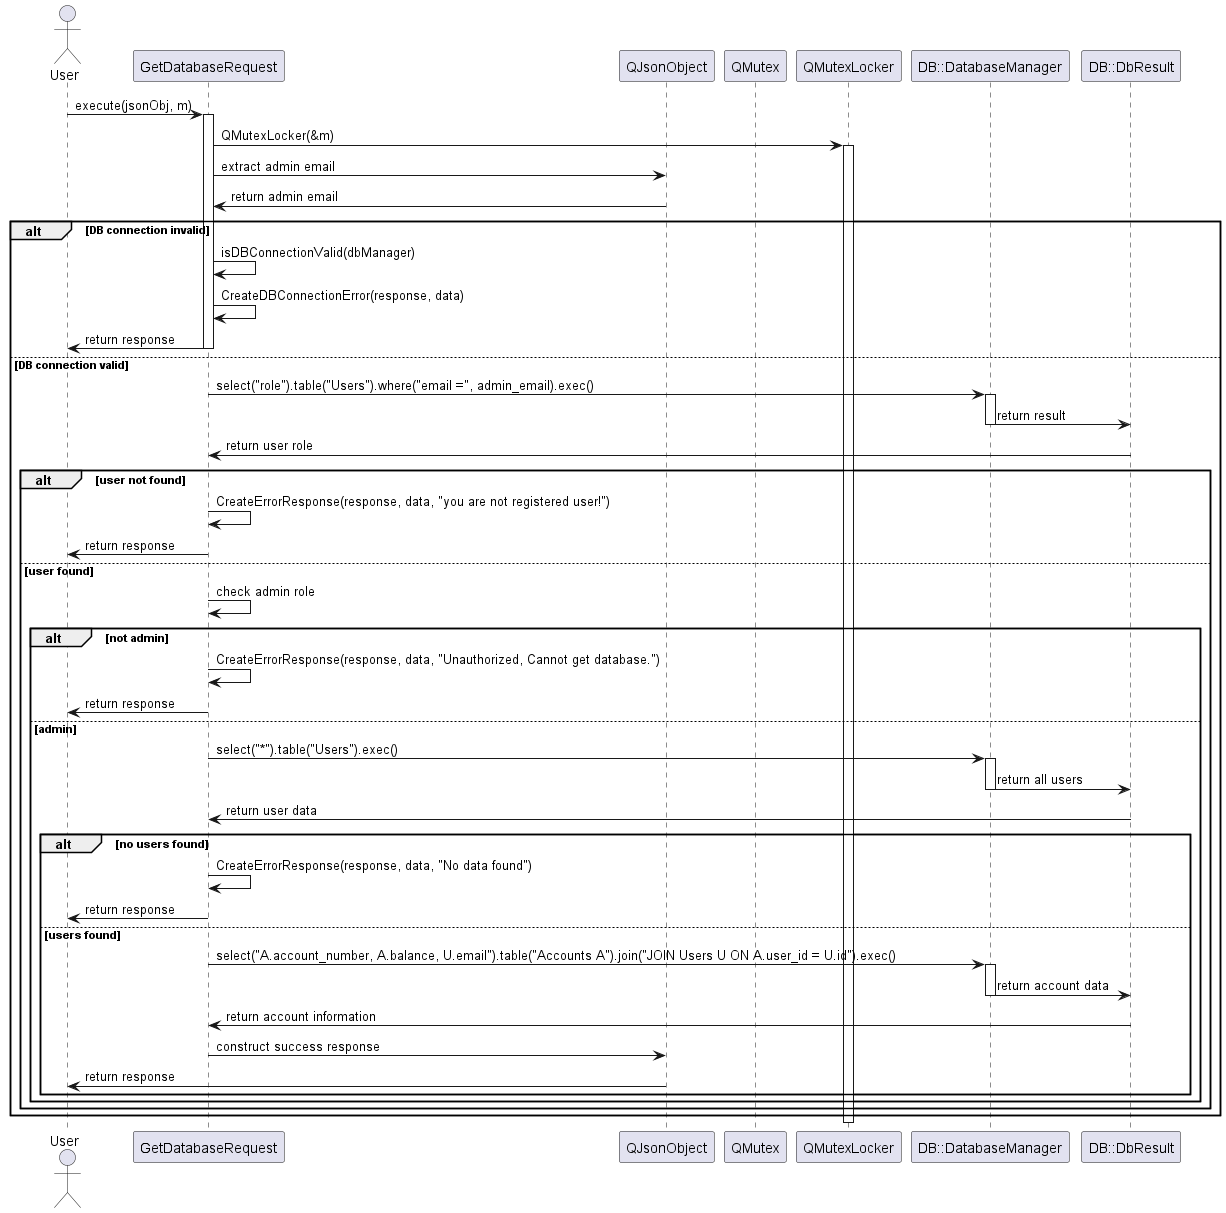 User
GetDatabaseRequest
QJsonObject
QMutex
QMutexLocker
DB::DatabaseManager
DB::DbResult
execute(jsonObj, m)
QMutexLocker(&m)
extract admin email
return admin email
alt
[DB connection invalid]
isDBConnectionValid(dbManager)
CreateDBConnectionError(response, data)
return response
[DB connection valid]
select("role").table("Users").where("email =", admin_email).exec()
return result
return user role
alt
[user not found]
CreateErrorResponse(response, data, "you are not registered user!")
return response
[user found]
check admin role
alt
[not admin]
CreateErrorResponse(response, data, "Unauthorized, Cannot get database.")
return response
[admin]
select("*").table("Users").exec()
return all users
return user data
alt
[no users found]
CreateErrorResponse(response, data, "No data found")
return response
[users found]
select("A.account_number, A.balance, U.email").table("Accounts A").join("JOIN Users U ON A.user_id = U.id").exec()
return account data
return account information
construct success response
return response
User
GetDatabaseRequest
QJsonObject
QMutex
QMutexLocker
DB::DatabaseManager
DB::DbResult